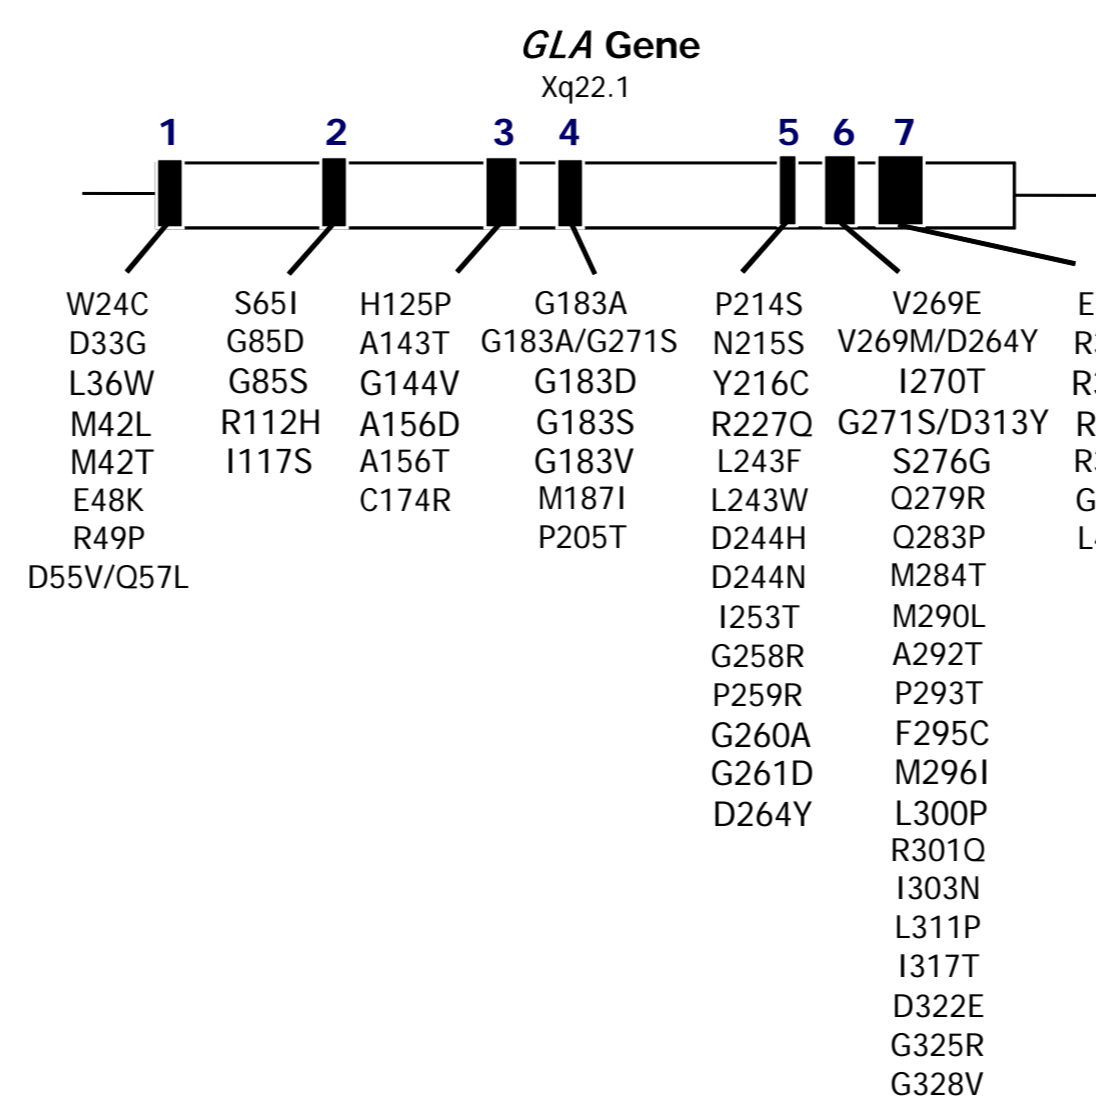 GLA Gene
Xq22.1
1 2 3 4 5 6 7
W24C
D33G
L36W
M42L
M42T
E48K
R49P
D55V/Q57L
S65I
G85D
G85S
R112H
I117S
H125P
A143T
G144V
A156D
A156T
C174R
G183A
G183A/G271S
G183D
G183S
G183V
M187I
P205T
P214S
N215S
Y216C
R227Q
L243F
L243W
D244H
D244N
I253T
G258R
P259R
G260A
G261D
D264Y
V269E
V269M/D264Y
I270T
G271S/D313Y
S276G
Q279R
Q283P
M284T
M290L
A292T
P293T
F295C
M296I
L300P
R301Q
I303N
L311P
I317T
D322E
G325R
G328V